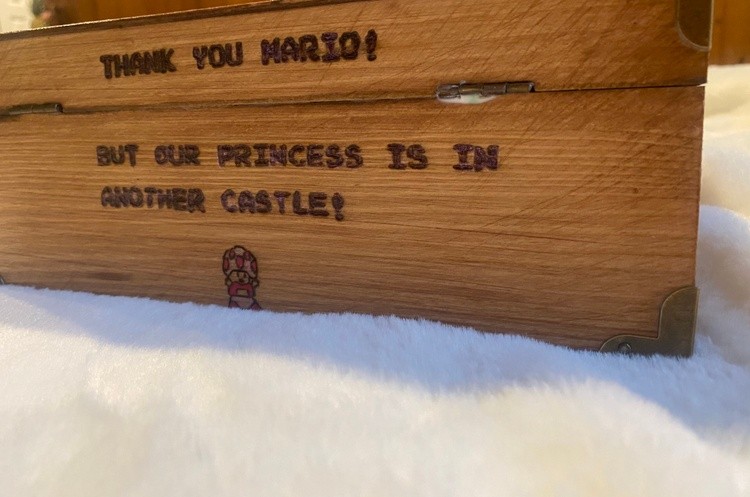 THANK YOU MARIO!
BUT OUR PRINCESS IS IN
ANOTHER CASTLE!